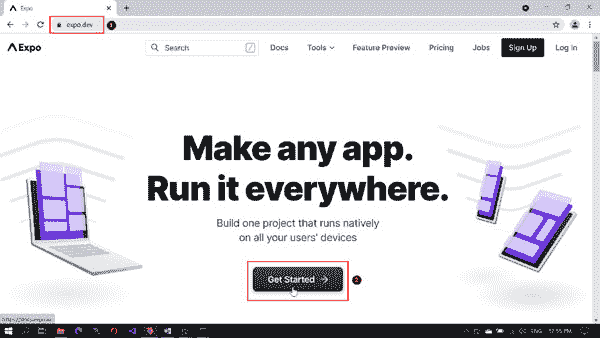 Expo
expo.dev
1
Expo
Search
/
Docs
Tools
Feature Preview
Pricing
Jobs
Sign Up
Log In
Make any app.
Run it everywhere.
Build one project that runs natively
on all your users' devices
Get Started →
2
ENG